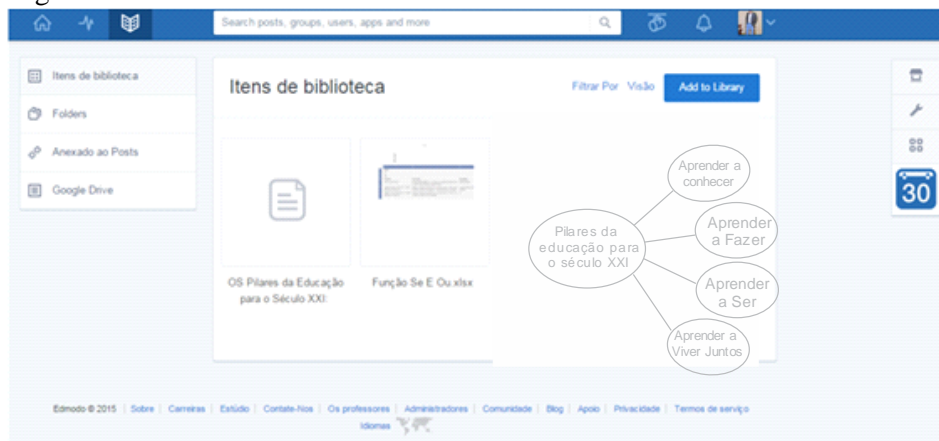 Search posts, groups, users, apps and more
Itens de biblioteca
Folders
Anexado ao Posts
Google Drive
Itens de biblioteca
Filtrar Por Visão Add to Library
OS Pilares da Educação
para o Século XXI:
Função Se E Ou.xlsx
Pilares da
educação para
o século XXI
Aprender a
conhecer
Aprender
a Fazer
Aprender
a Ser
Aprender a
Viver Juntos
30
Edmodo © 2015 | Sobre | Carreiras | Estúdio | Contate-Nos | Os professores | Administradores | Comunidade | Blog | Apoio | Privacidade | Termos de serviço
Idiomas